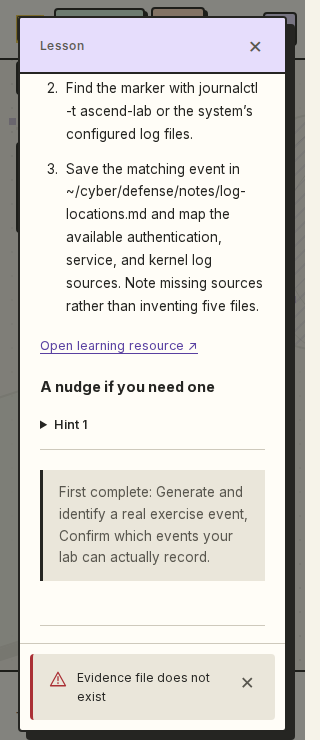 Lesson
2. Find the marker with journalctl
-t ascend-lab or the system’s
configured log files.
3. Save the matching event in
~/cyber/defense/notes/log-
locations.md and map the
available authentication,
service, and kernel log
sources. Note missing sources
rather than inventing five files.
Open learning resource ↗
A nudge if you need one
Hint 1
First complete: Generate and
identify a real exercise event,
Confirm which events your
lab can actually record.
Evidence file does not
exist